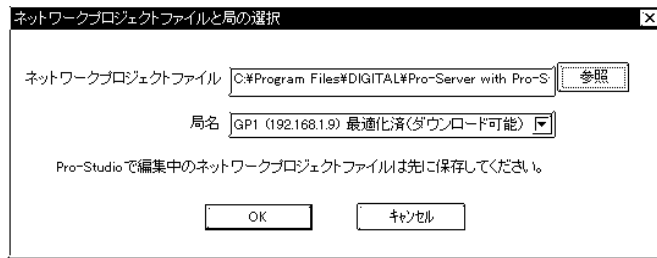 ネットワークプロジェクトファイルと局の選択
ネットワークプロジェクトファイル C:¥Program Files¥DIGITAL¥Pro-Server with Pro-S 参照
局名 GP1 (192.168.1.9) 最適化済(ダウンロード可能)
Pro-Studioで編集中のネットワークプロジェクトファイルは先に保存してください。
OK キャンセル